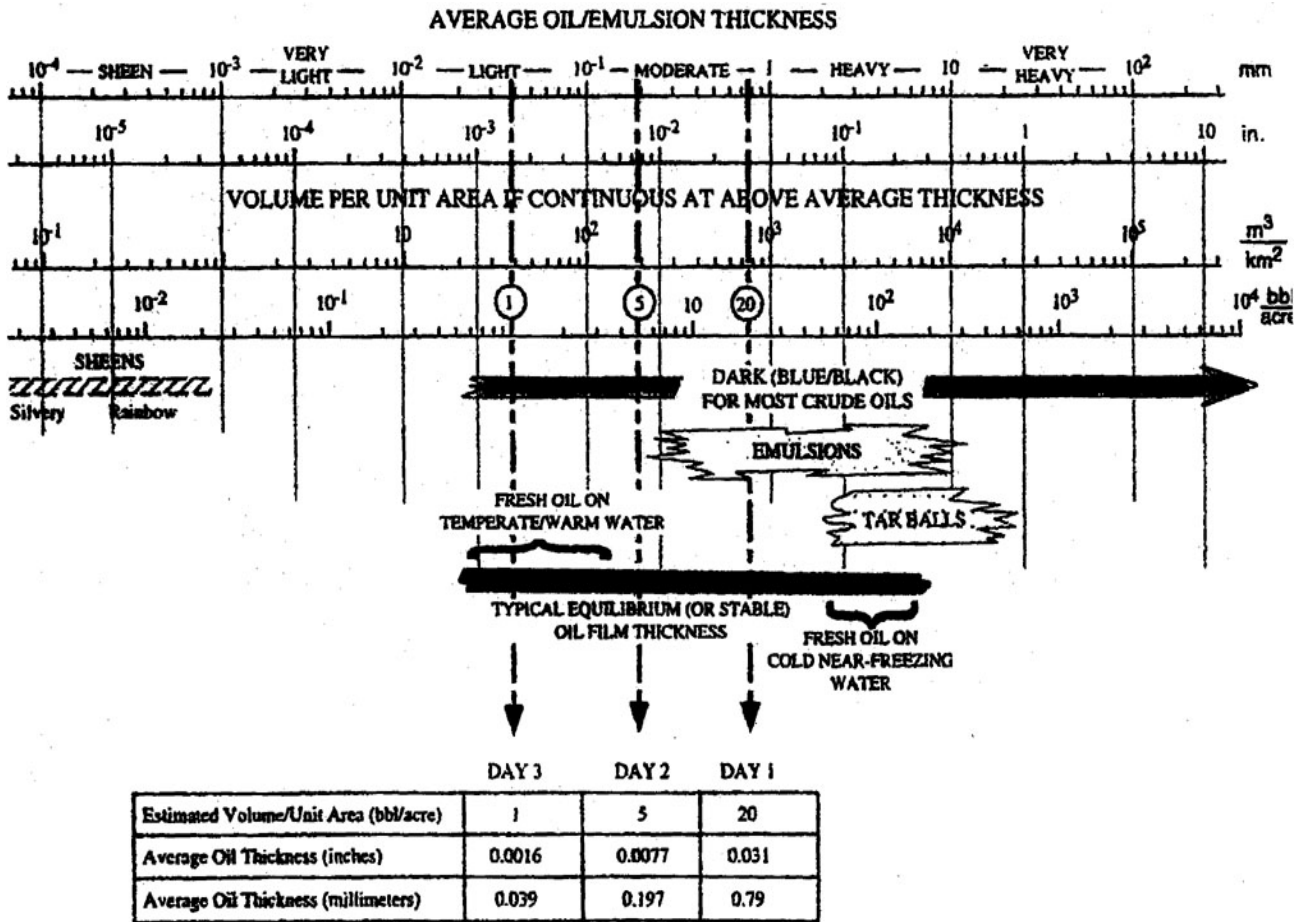 AVERAGE OIL/EMULSION THICKNESS
10⁻⁴ — SHEEN — 10⁻³ — VERY LIGHT — 10⁻² — LIGHT — 10⁻¹ — MODERATE — 1 — HEAVY — 10 — VERY HEAVY — 10² mm
10⁻⁵ 10⁻⁴ 10⁻³ 10⁻² 10⁻¹ 1 10 in.
VOLUME PER UNIT AREA IF CONTINUOUS AT ABOVE AVERAGE THICKNESS
10⁻¹ 10 10² 10³ 10⁴ 10⁵ m³/km²
10⁻² 10⁻¹ 1 5 10 20 10² 10³ 10⁴ bbl/acre
SHEENS
Silvery Rainbow
DARK (BLUE/BLACK)
FOR MOST CRUDE OILS
EMULSIONS
TAR BALLS
FRESH OIL ON
TEMPERATE/WARM WATER
TYPICAL EQUILIBRIUM (OR STABLE)
OIL FILM THICKNESS
FRESH OIL ON
COLD NEAR-FREEZING
WATER
DAY 3 DAY 2 DAY 1
Estimated Volume/Unit Area (bbl/acre) 1 5 20
Average Oil Thickness (inches) 0.0016 0.0077 0.031
Average Oil Thickness (millimeters) 0.039 0.197 0.79